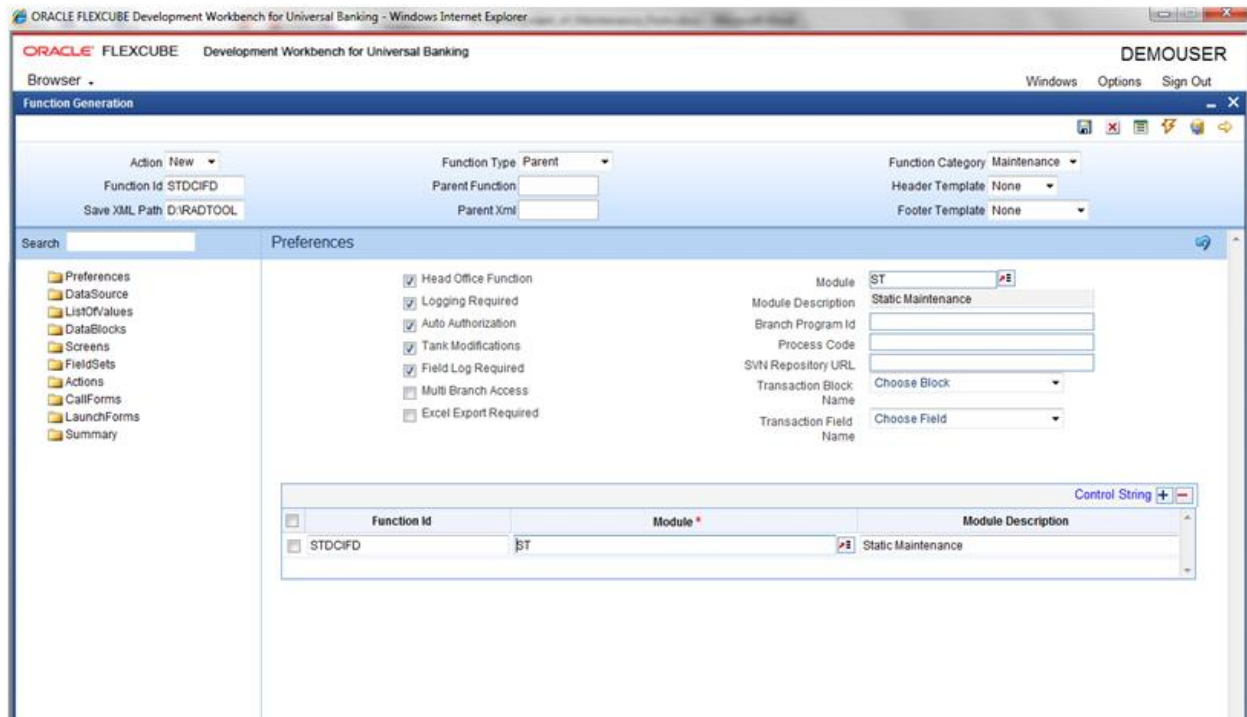 ORACLE FLEXCUBE Development Workbench for Universal Banking - Windows Internet Explorer
ORACLE FLEXCUBE Development Workbench for Universal Banking DEMOUSER
Browser Windows Options Sign Out
Function Generation
Action New Function Type Parent Function Category Maintenance
Function Id STDCIFD Parent Function Header Template None
Save XML Path D:\RADTOOL Parent Xml Footer Template None
Search Preferences
Preferences
DataSource
ListOfValues
DataBlocks
Screens
FieldSets
Actions
CallForms
LaunchForms
Summary
Head Office Function
Logging Required
Auto Authorization
Tank Modifications
Field Log Required
Multi Branch Access
Excel Export Required
Module ST
Module Description Static Maintenance
Branch Program Id
Process Code
SVN Repository URL
Transaction Block Name Choose Block
Transaction Field Name Choose Field
Control String + -
Function Id Module * Module Description
STDCIFD ST Static Maintenance